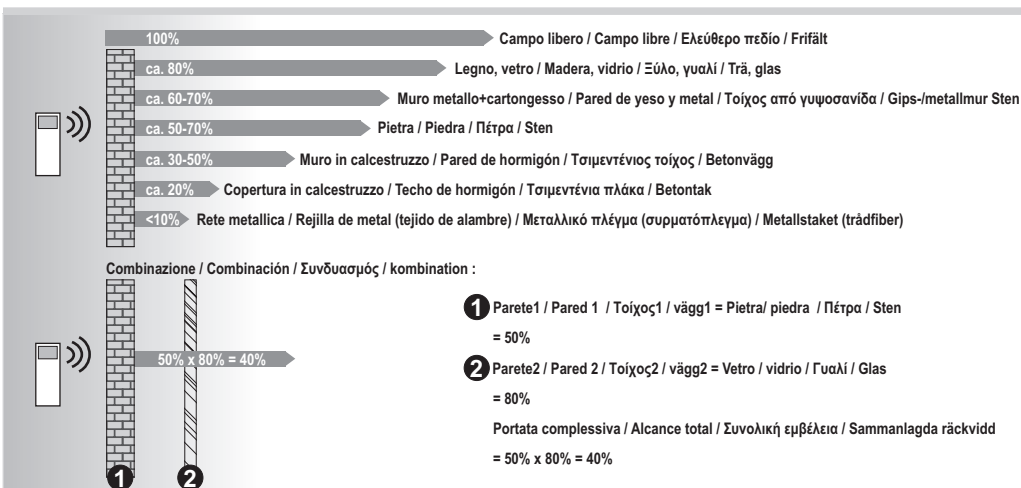 100% Campo libero / Campo libre / Ελεύθερο πεδίο / Frifält
ca. 80% Legno, vetro / Madera, vidrio / Ξύλο, γυαλί / Trä, glas
ca. 60-70% Muro metallo+cartongesso / Pared de yeso y metal / Τοίχος από γυψοσανίδα / Gips-/metallmur Sten
ca. 50-70% Pietra / Piedra / Πέτρα / Sten
ca. 30-50% Muro in calcestruzzo / Pared de hormigón / Τσιμεντένιος τοίχος / Betonvägg
ca. 20% Copertura in calcestruzzo / Techo de hormigón / Τσιμεντένια πλάκα / Betontak
<10% Rete metallica / Rejilla de metal (tejido de alambre) / Μεταλλικό πλέγμα (συρματόπλεγμα) / Metallstaket (trådfiber)
Combinazione / Combinación / Συνδυασμός / kombination :
1 Parete1 / Pared 1 / Τοίχος1 / vägg1 = Pietra/ piedra / Πέτρα / Sten
= 50%
50% x 80% = 40%
2 Parete2 / Pared 2 / Τοίχος2 / vägg2 = Vetro / vidrio / Γυαλί / Glas
= 80%
Portata complessiva / Alcance total / Συνολική εμβέλεια / Sammanlagda räckvidd
= 50% x 80% = 40%
1 2